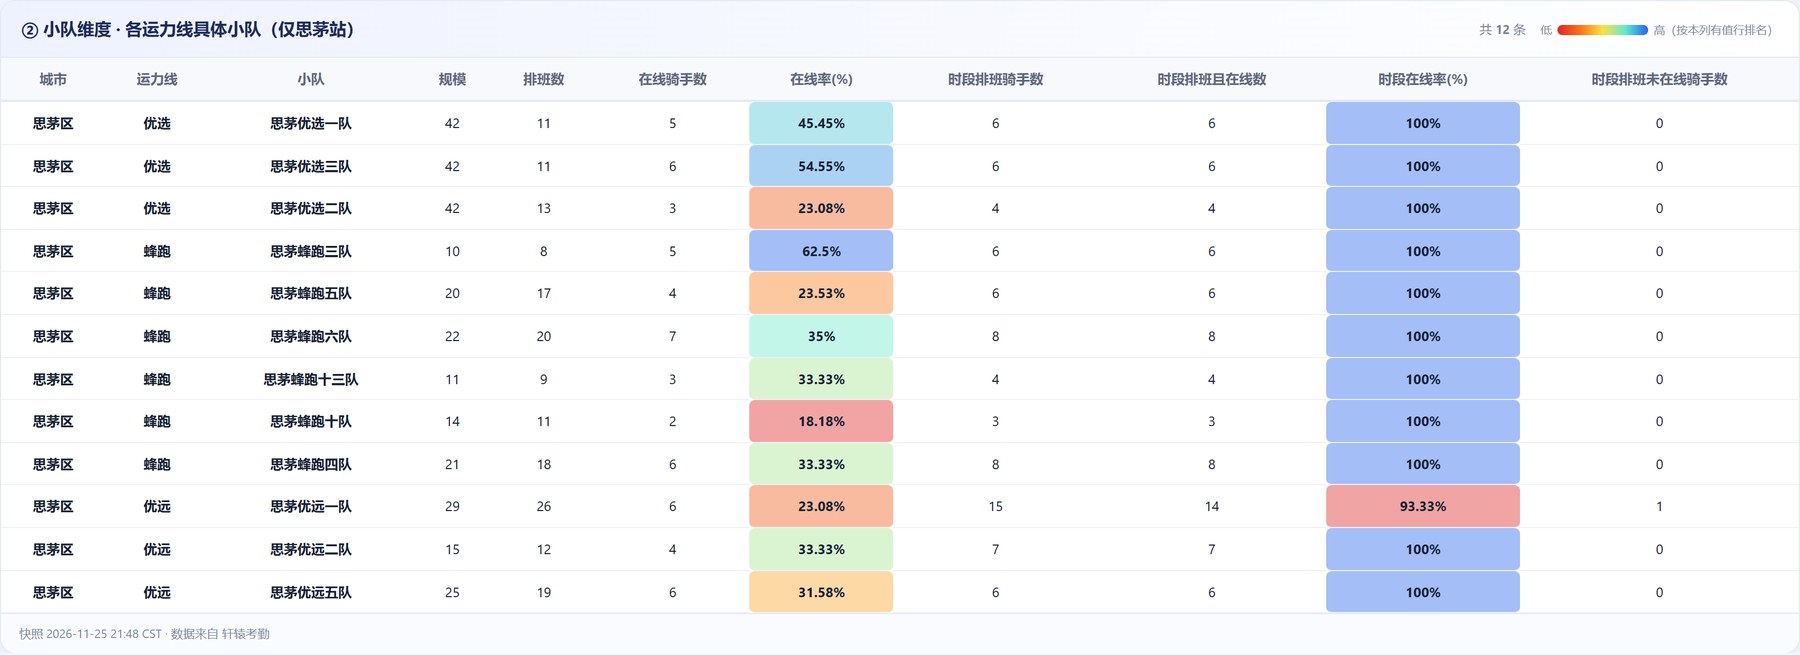 ② 小队维度 · 各运力线具体小队（仅思茅站）
共 12 条 低 高 (按本列有值行排名)
城市 运力线 小队 规模 排班数 在线骑手数 在线率(%) 时段排班骑手数 时段排班且在线数 时段在线率(%) 时段排班未在线骑手数
思茅区 优选 思茅优选一队 42 11 5 45.45% 6 6 100% 0
思茅区 优选 思茅优选三队 42 11 6 54.55% 6 6 100% 0
思茅区 优选 思茅优选二队 42 13 3 23.08% 4 4 100% 0
思茅区 蜂跑 思茅蜂跑三队 10 8 5 62.5% 6 6 100% 0
思茅区 蜂跑 思茅蜂跑五队 20 17 4 23.53% 6 6 100% 0
思茅区 蜂跑 思茅蜂跑六队 22 20 7 35% 8 8 100% 0
思茅区 蜂跑 思茅蜂跑十三队 11 9 3 33.33% 4 4 100% 0
思茅区 蜂跑 思茅蜂跑十队 14 11 2 18.18% 3 3 100% 0
思茅区 蜂跑 思茅蜂跑四队 21 18 6 33.33% 8 8 100% 0
思茅区 优远 思茅优远一队 29 26 6 23.08% 15 14 93.33% 1
思茅区 优远 思茅优远二队 15 12 4 33.33% 7 7 100% 0
思茅区 优远 思茅优远五队 25 19 6 31.58% 6 6 100% 0
快照 2026-11-25 21:48 CST · 数据来自 轩辕考勤